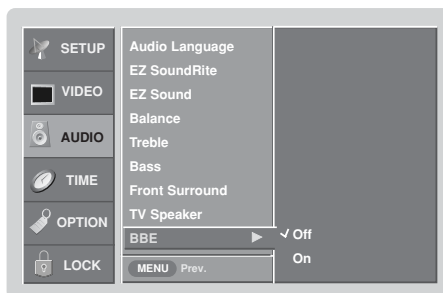 SETUP
VIDEO
AUDIO
TIME
OPTION
LOCK
Audio Language
EZ SoundRite
EZ Sound
Balance
Treble
Bass
Front Surround
TV Speaker
BBE
Off
On
MENU Prev.